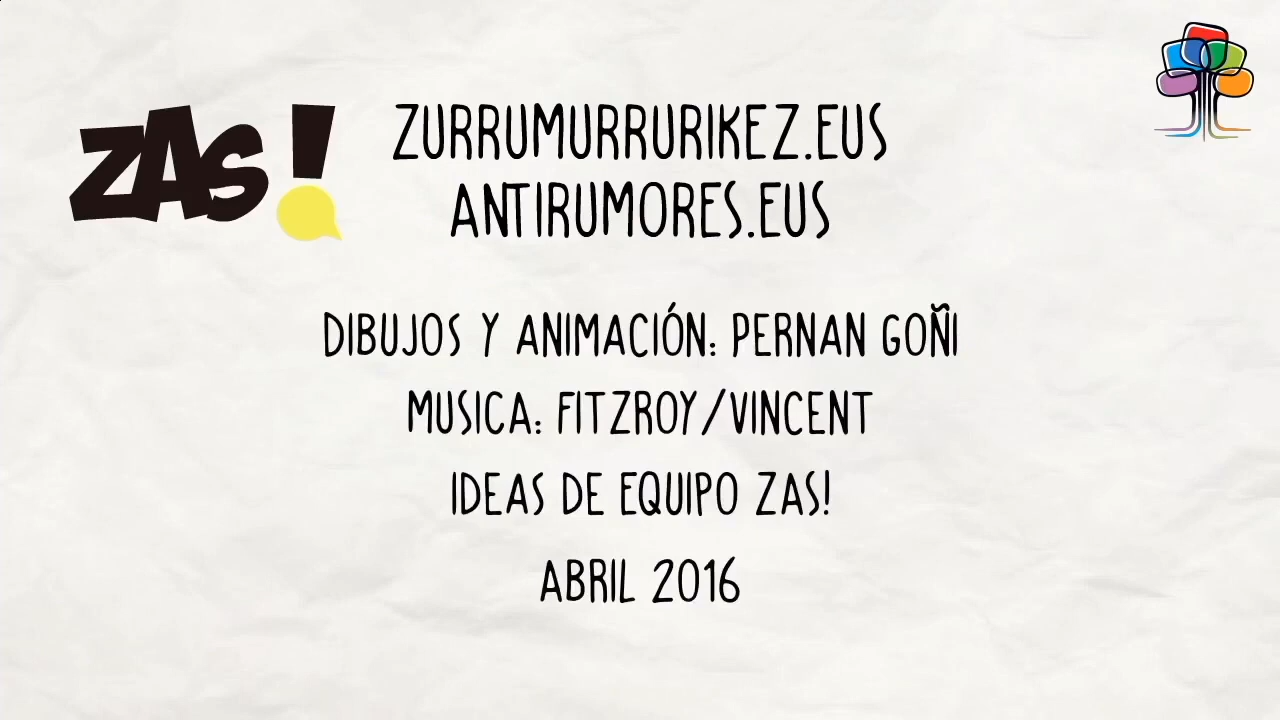 ZAS!
ZURRUMURRURIKEZ.EUS
ANTIRUMORES.EUS
DIBUJOS Y ANIMACIÓN: PERNAN GOÑI
MUSICA: FITZROY/VINCENT
IDEAS DE EQUIPO ZAS!
ABRIL 2016